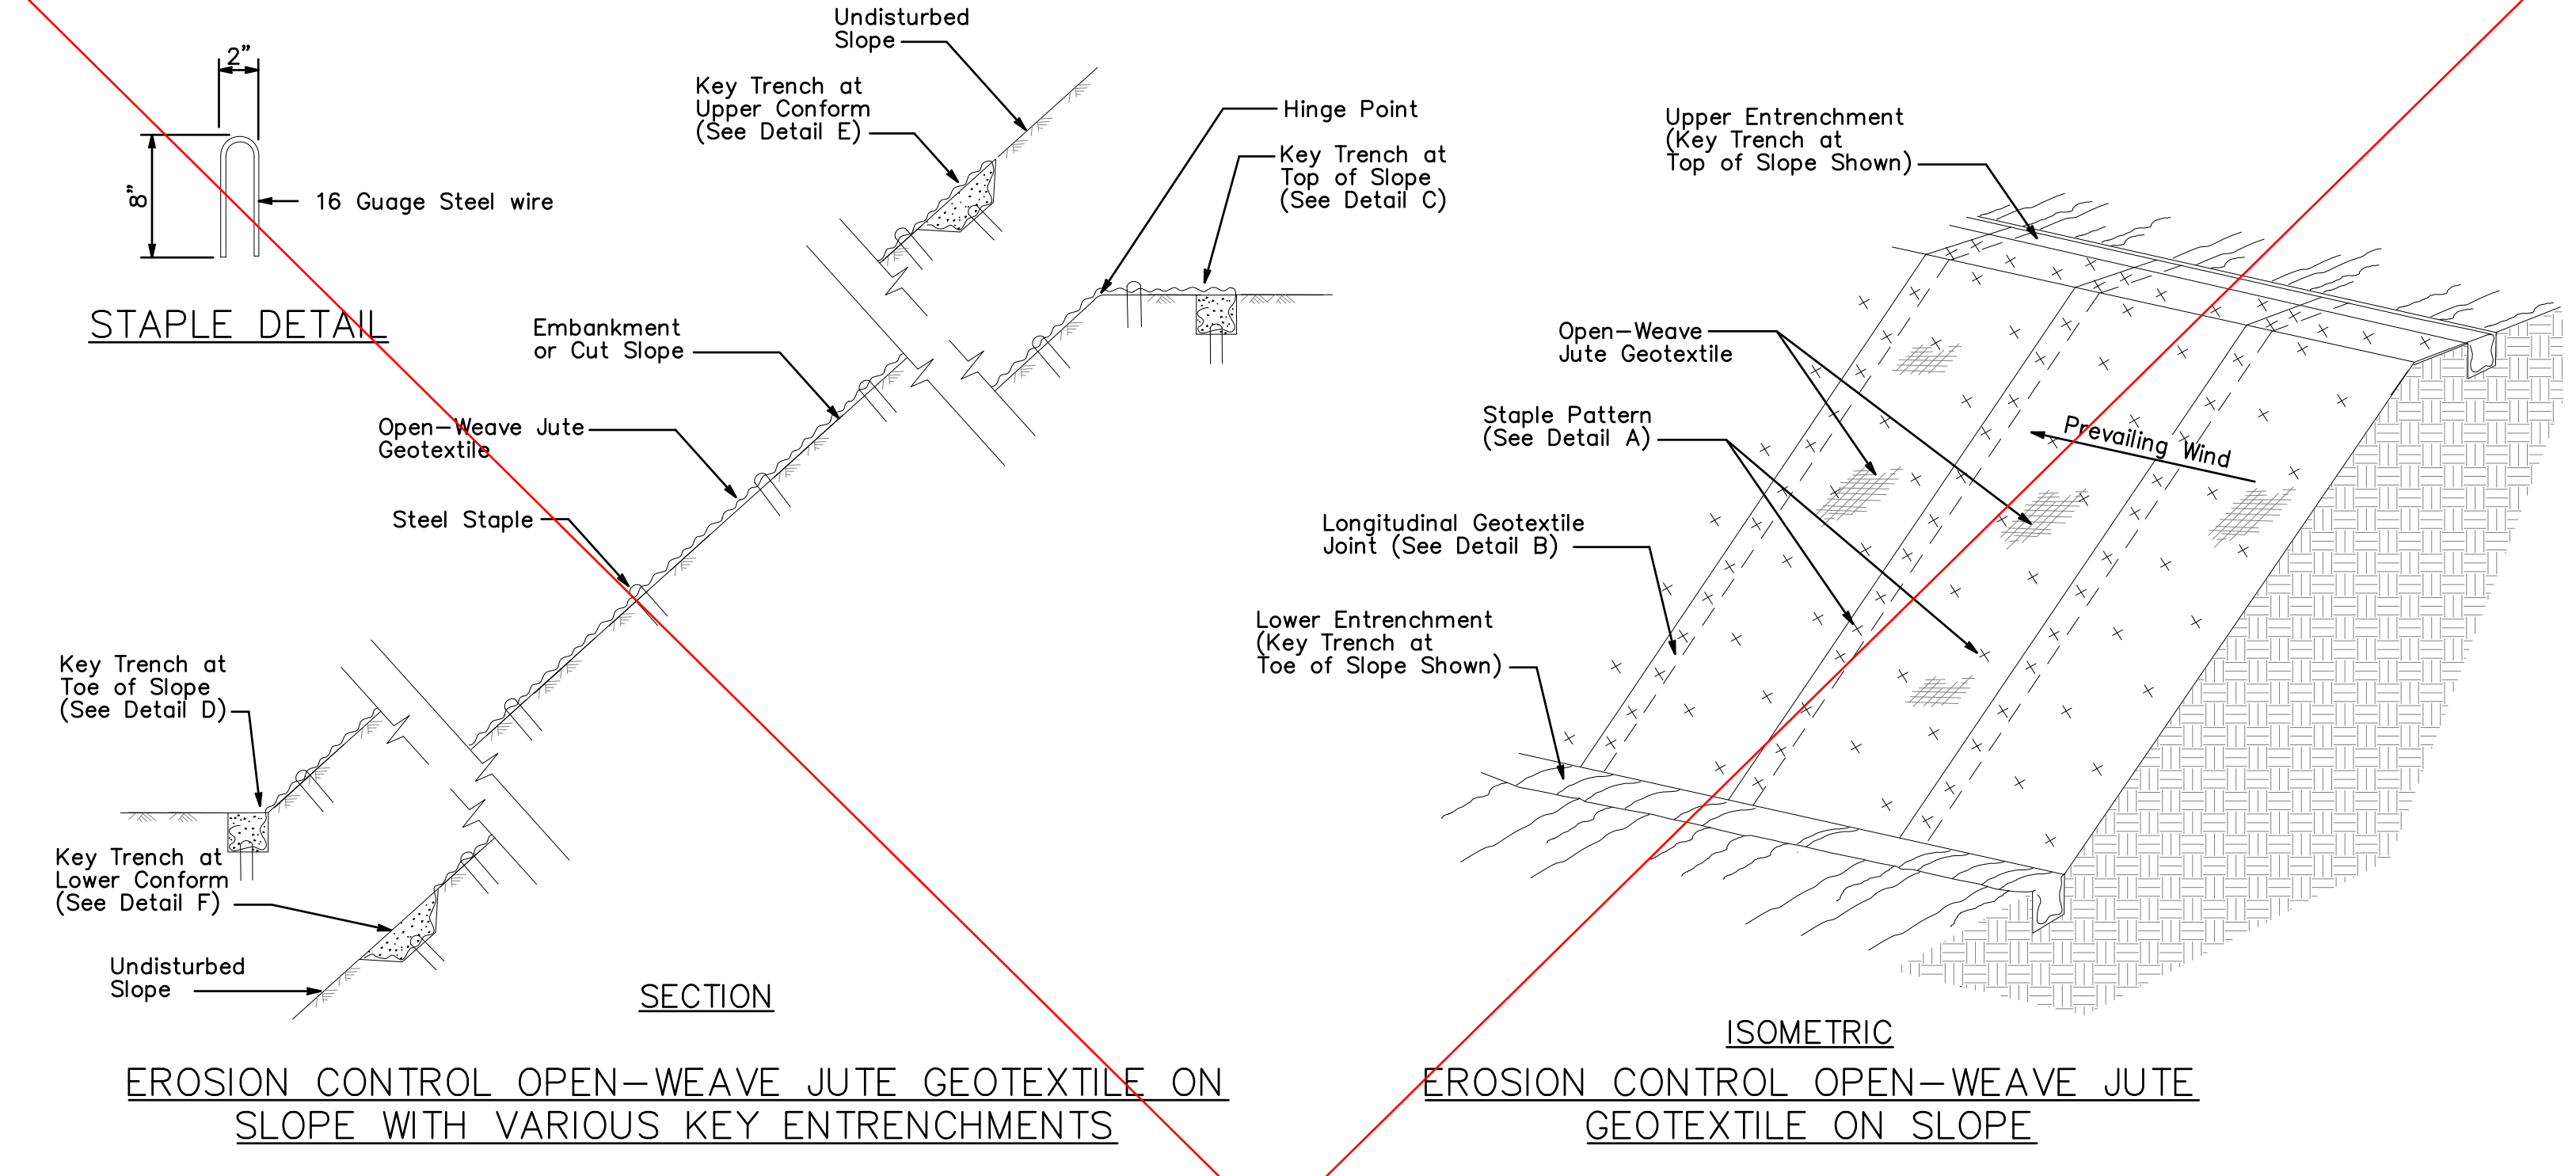 2"
8"
16 Guage Steel wire
STAPLE DETAIL
Undisturbed
Slope
Key Trench at
Upper Conform
(See Detail E)
Hinge Point
Key Trench at
Top of Slope
(See Detail C)
Embankment
or Cut Slope
Open-Weave Jute
Geotextile
Steel Staple
Key Trench at
Toe of Slope
(See Detail D)
Key Trench at
Lower Conform
(See Detail F)
Undisturbed
Slope
SECTION
EROSION CONTROL OPEN-WEAVE JUTE GEOTEXTILE ON
SLOPE WITH VARIOUS KEY ENTRENCHMENTS
Upper Entrenchment
(Key Trench at
Top of Slope Shown)
Open-Weave
Jute Geotextile
Staple Pattern
(See Detail A)
Prevailing Wind
Longitudinal Geotextile
Joint (See Detail B)
Lower Entrenchment
(Key Trench at
Toe of Slope Shown)
ISOMETRIC
EROSION CONTROL OPEN-WEAVE JUTE
GEOTEXTILE ON SLOPE